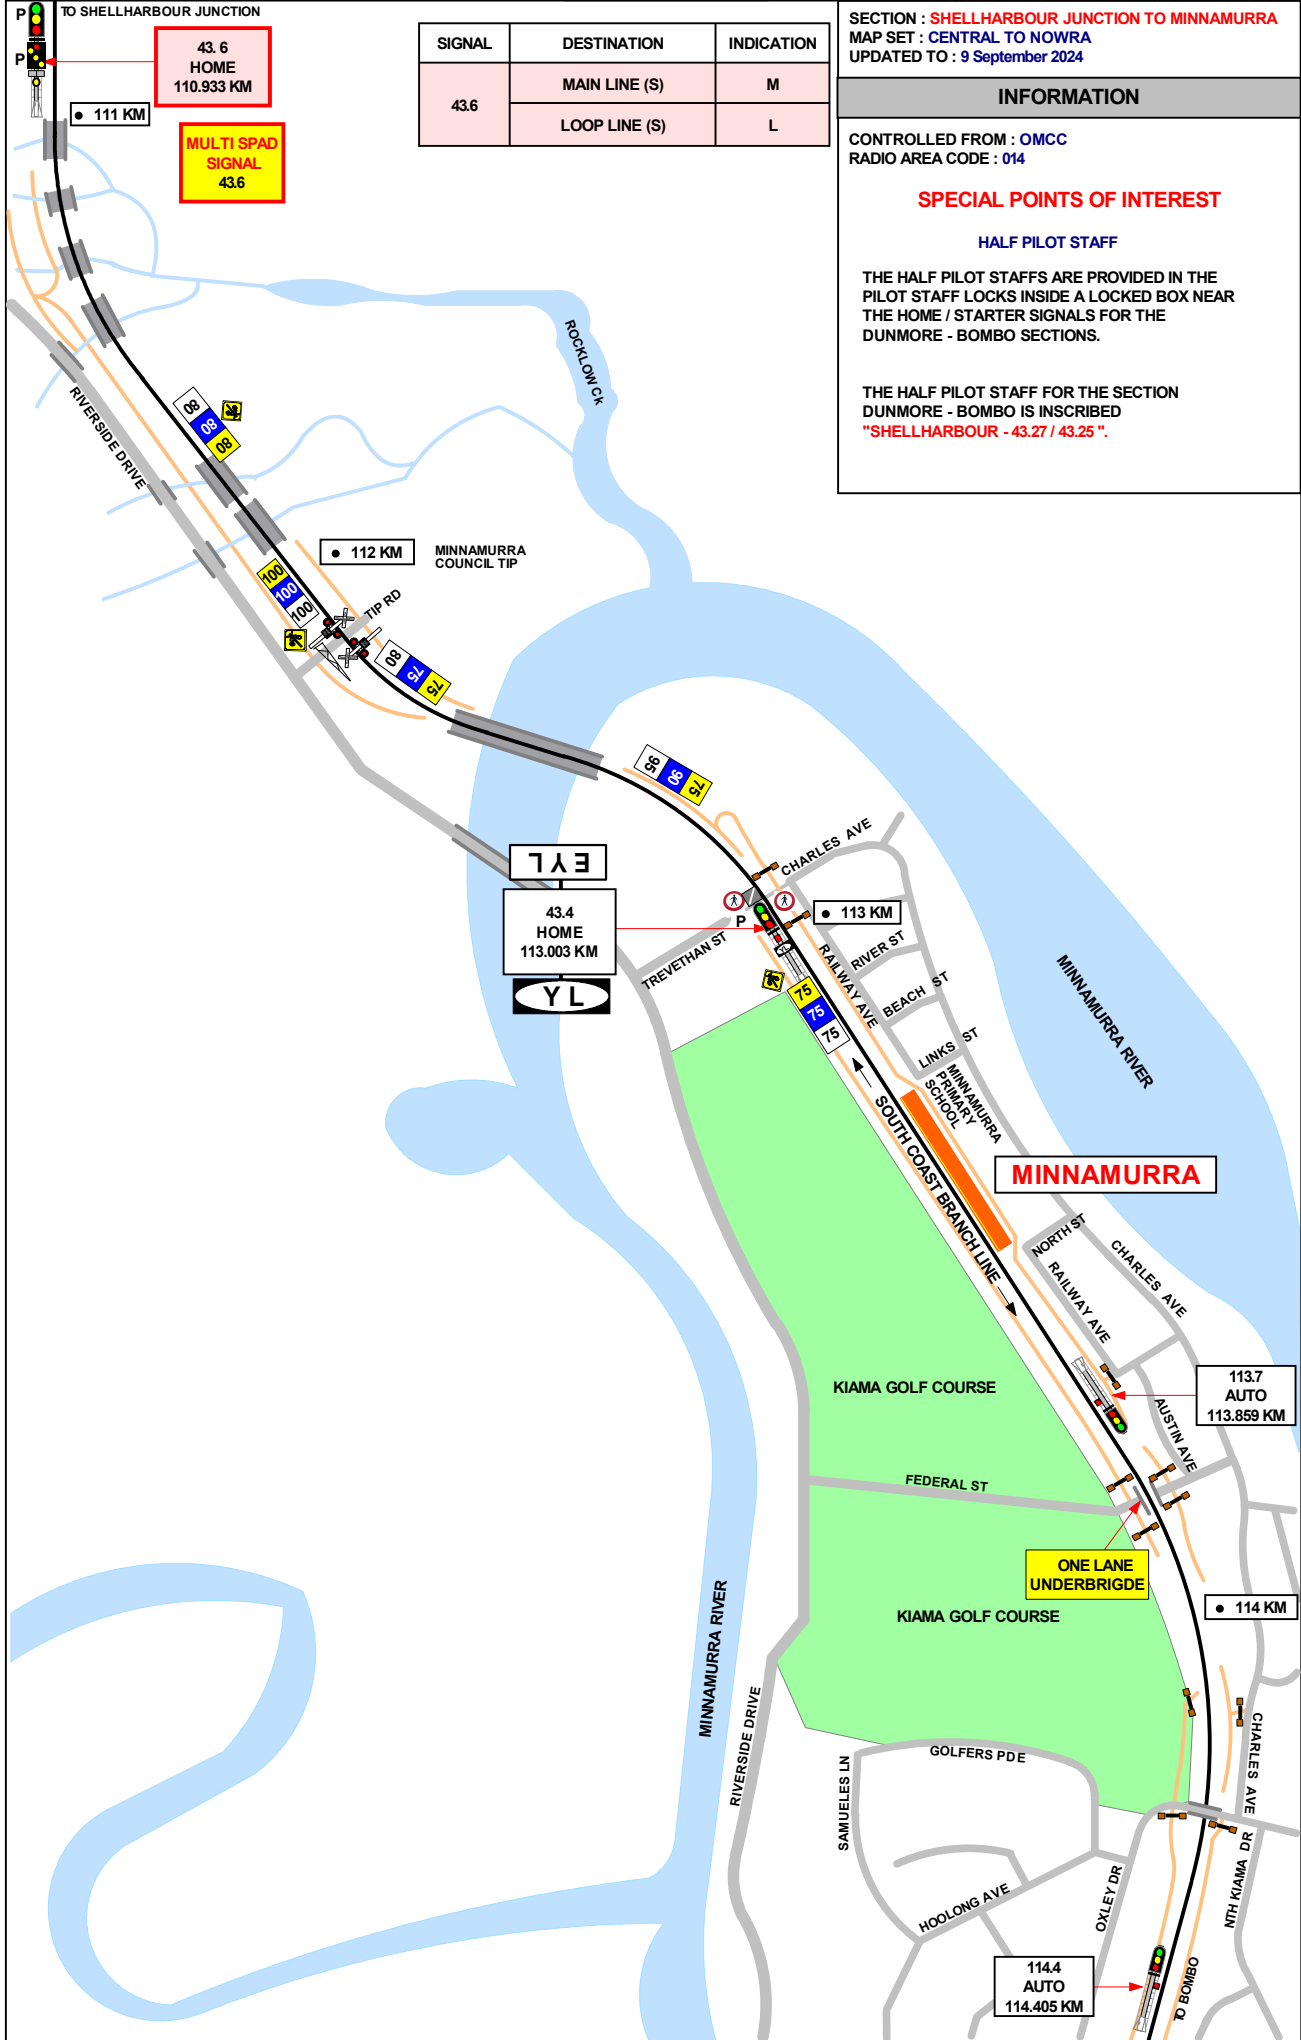 P
TO SHELLHARBOUR JUNCTION
P
43. 6
HOME
110.933 KM
111 KM
MULTI SPAD
SIGNAL
43.6
SIGNAL DESTINATION INDICATION
43.6 MAIN LINE (S) M
LOOP LINE (S) L
SECTION : SHELLHARBOUR JUNCTION TO MINNAMURRA
MAP SET : CENTRAL TO NOWRA
UPDATED TO : 9 September 2024
INFORMATION
CONTROLLED FROM : OMCC
RADIO AREA CODE : 014
SPECIAL POINTS OF INTEREST
HALF PILOT STAFF
THE HALF PILOT STAFFS ARE PROVIDED IN THE
PILOT STAFF LOCKS INSIDE A LOCKED BOX NEAR
THE HOME / STARTER SIGNALS FOR THE
DUNMORE - BOMBO SECTIONS.
THE HALF PILOT STAFF FOR THE SECTION
DUNMORE - BOMBO IS INSCRIBED
"SHELLHARBOUR - 43.27 / 43.25 ".
ROCKLOW Ck
RIVERSIDE DRIVE
80
80
80
112 KM
MINNAMURRA
COUNCIL TIP
100
100
100
TIP RD
80
75
75
95
90
75
EYL
43.4
HOME
113.003 KM
YL
CHARLES AVE
P
YL
113 KM
TREVETHAN ST
RAILWAY AVE
RIVER ST
BEACH ST
LINKS ST
75
75
75
MINNAMURRA
PRIMARY
SCHOOL
MINNAMURRA RIVER
SOUTH COAST BRANCH LINE
MINNAMURRA
NORTH ST
CHARLES AVE
RAILWAY AVE
113.7
AUTO
113.859 KM
KIAMA GOLF COURSE
AUSTIN AVE
FEDERAL ST
ONE LANE
UNDERBRIGDE
114 KM
KIAMA GOLF COURSE
MINNAMURRA RIVER
RIVERSIDE DRIVE
GOLFERS PDE
SAMUELES LN
CHARLES AVE
HOOLONG AVE
OXLEY DR
NTH KIAMA DR
114.4
AUTO
114.405 KM
TO BOMBO